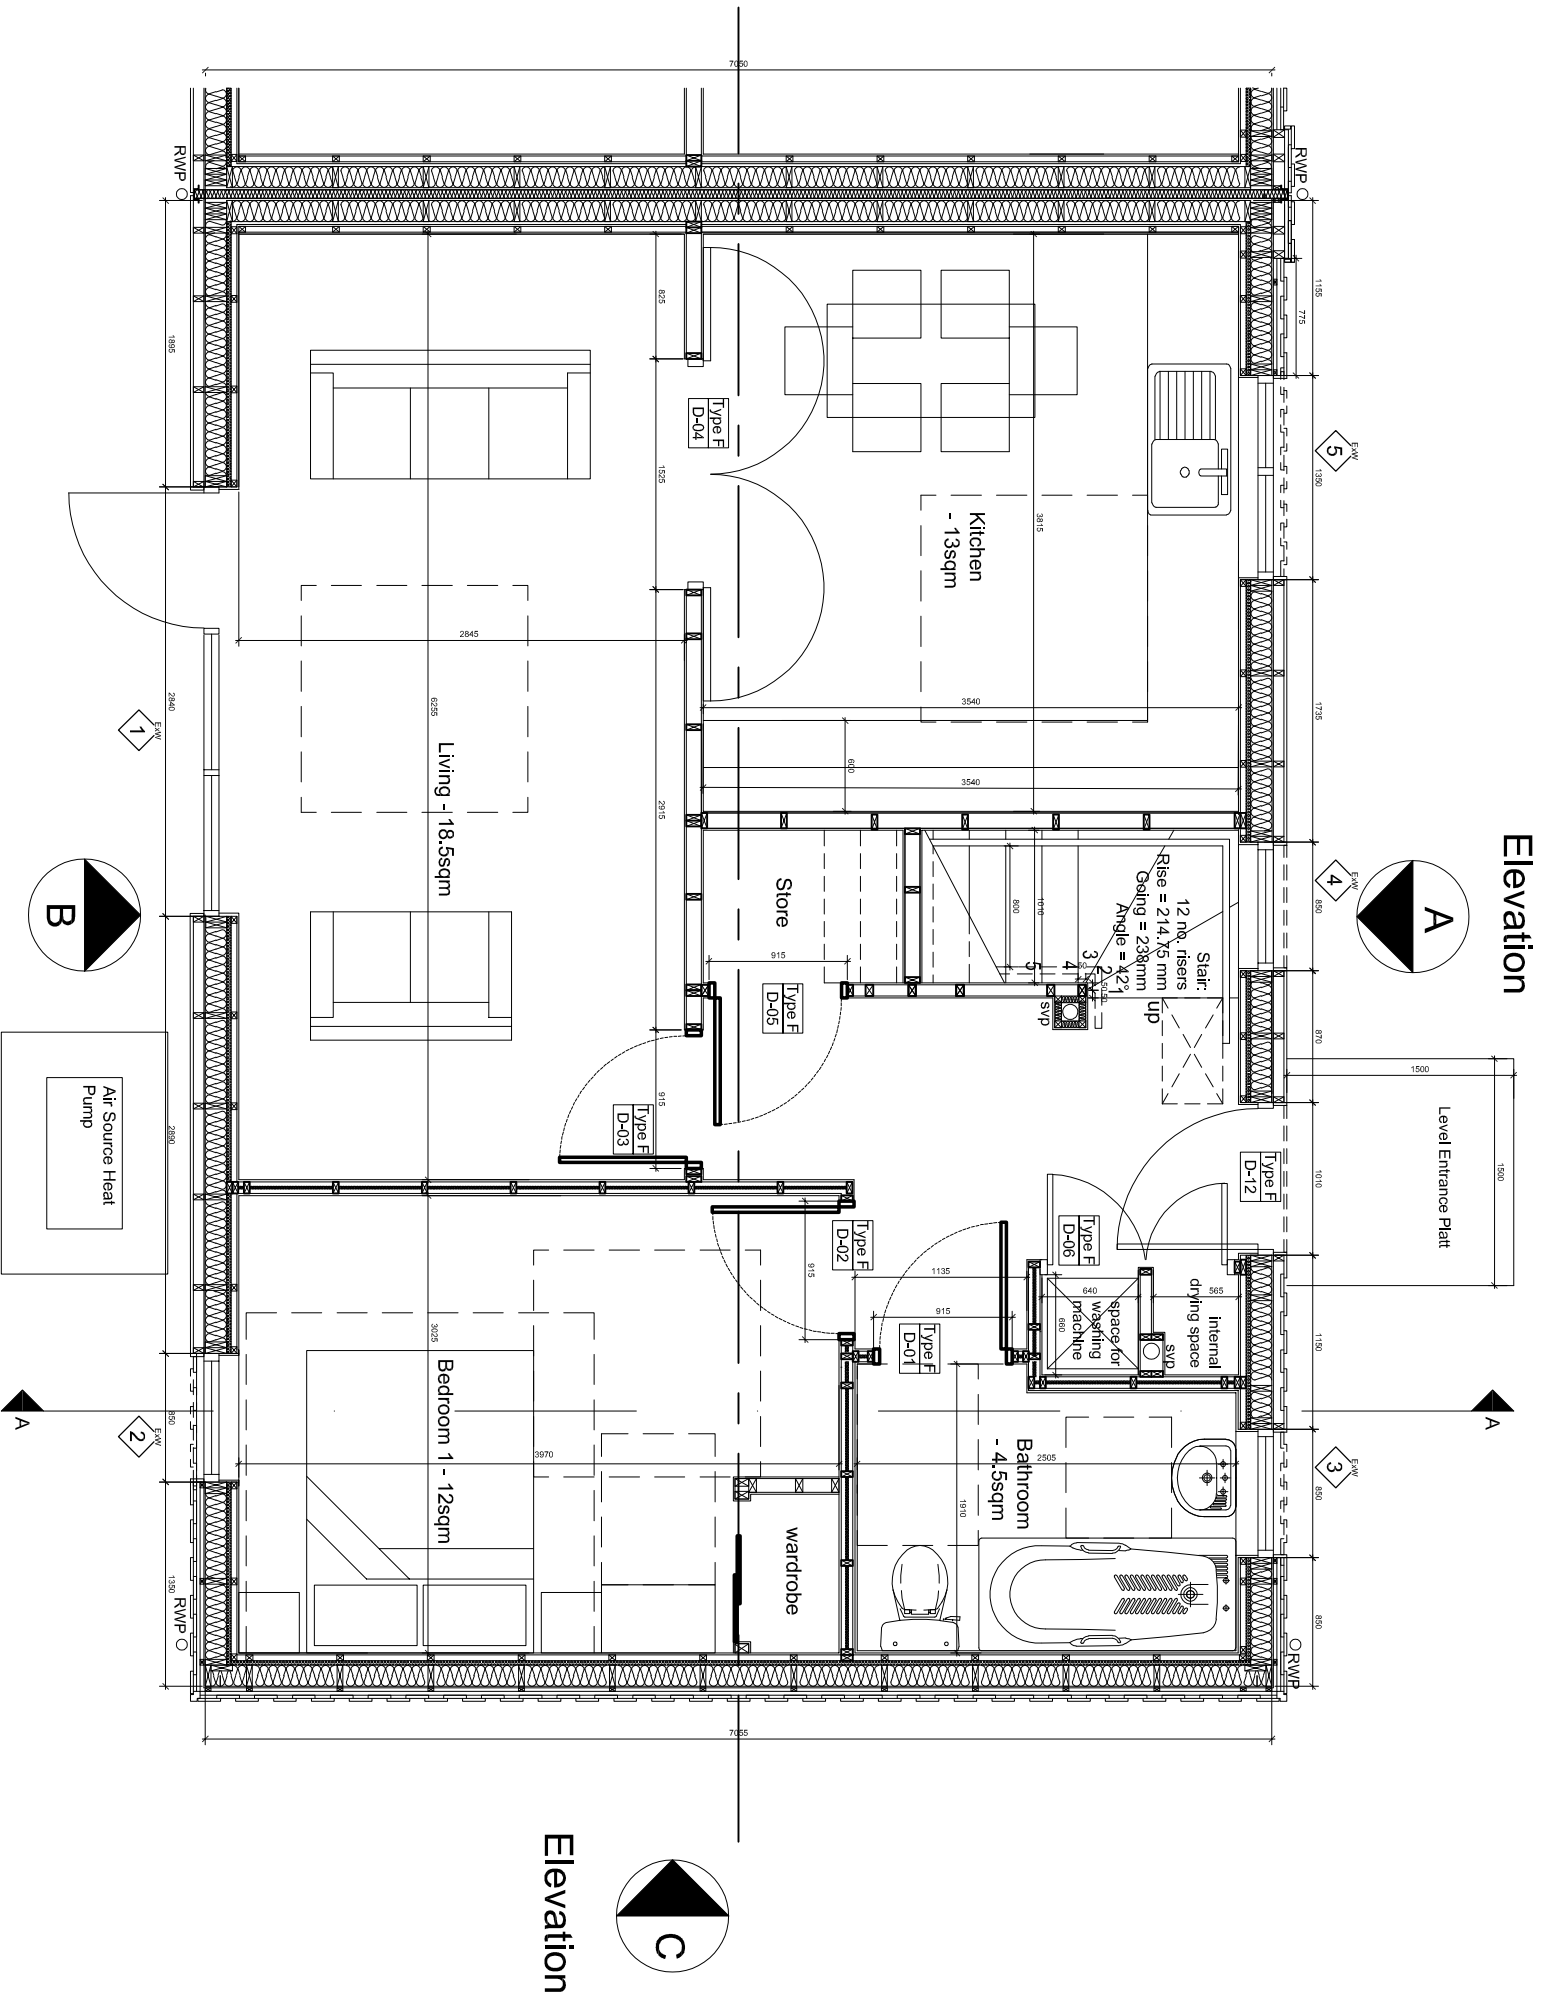 Elevation
A
Elevation
C
B
Level Entrance Platt
1500
1500
RWP
RWP
RWP
RWP
1155
775
1350
1735
850
870
1010
1150
850
850
ExW
5
ExW
4
ExW
3
ExW
1
ExW
2
A
A
7050
7055
1895
2840
2890
850
1350
Kitchen
- 13sqm
3815
3540
3540
600
Type F
D-04
825
1525
2915
915
2845
6255
Living - 18.5sqm
Store
915
Type F
D-05
Type F
D-03
Stair:
12 no. risers
Rise = 214.75 mm
Going = 238mm
Angle = 42°
800
1010
1
2
3
4
5
up
svp
Type F
D-12
Type F
D-06
Type F
D-02
Type F
D-01
internal
drying space
565
svp
space for
washing
machine
640
660
1135
915
915
Bathroom
- 4.5sqm
2505
1910
wardrobe
3970
3025
Bedroom 1 - 12sqm
Air Source Heat
Pump